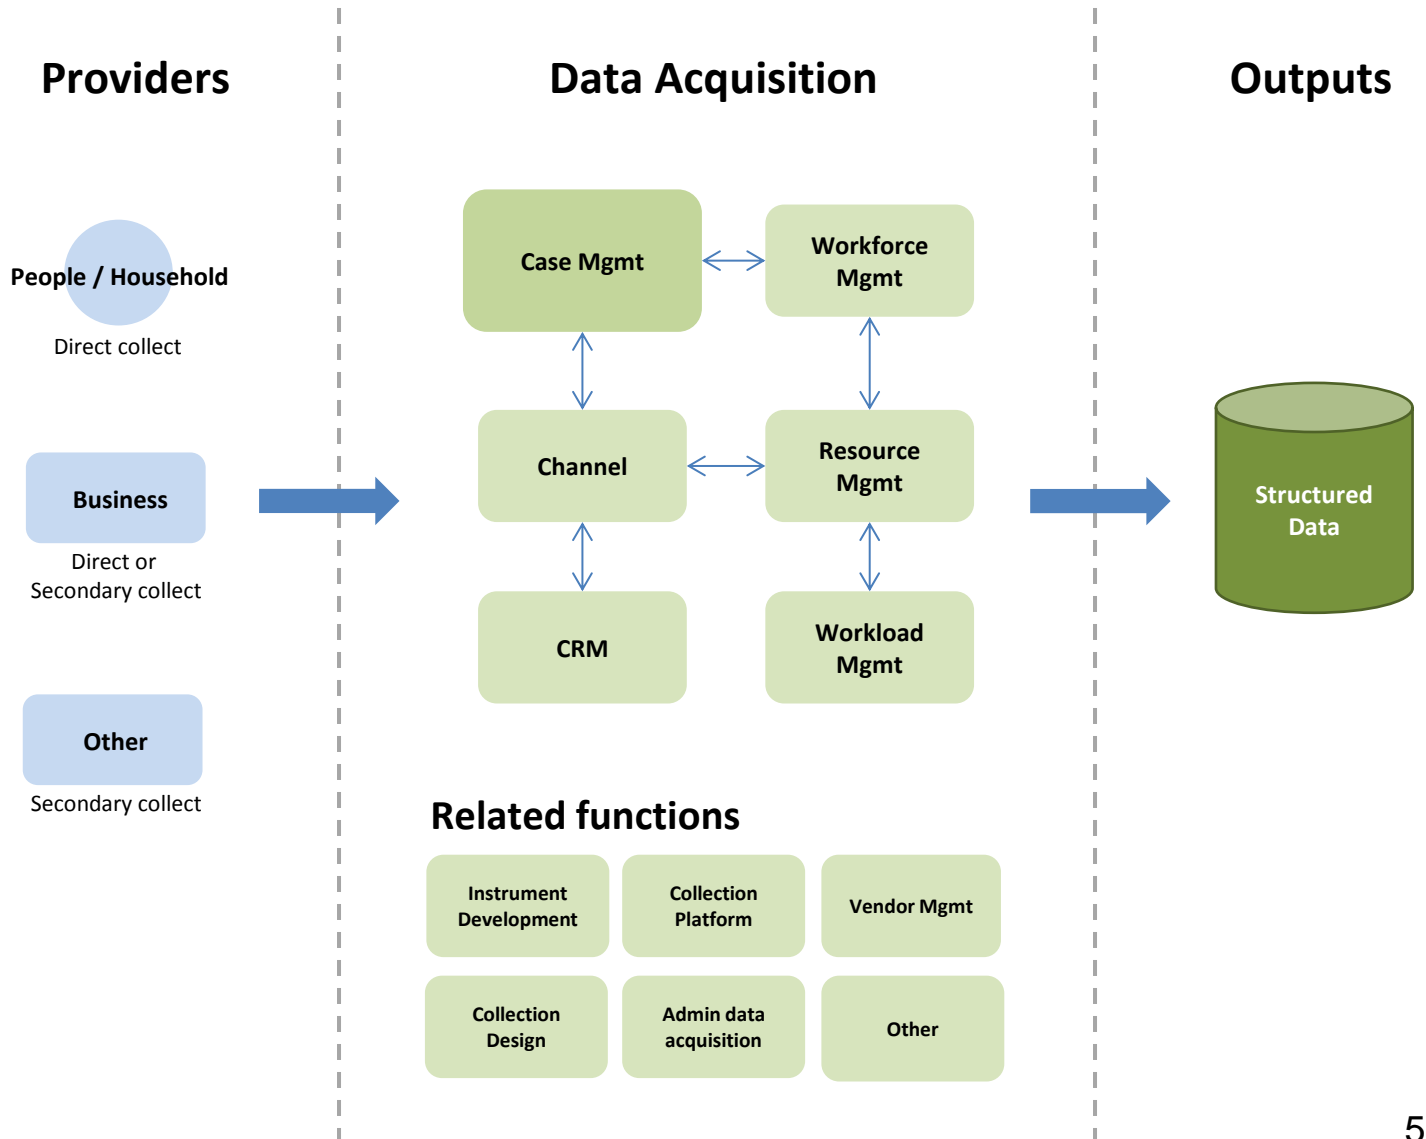 Providers
Data Acquisition
Outputs
People / Household
Direct collect
Business
Direct or
Secondary collect
Other
Secondary collect
Case Mgmt
Workforce
Mgmt
Channel
Resource
Mgmt
CRM
Workload
Mgmt
Structured
Data
Related functions
Instrument
Development
Collection
Platform
Vendor Mgmt
Collection
Design
Admin data
acquisition
Other
5